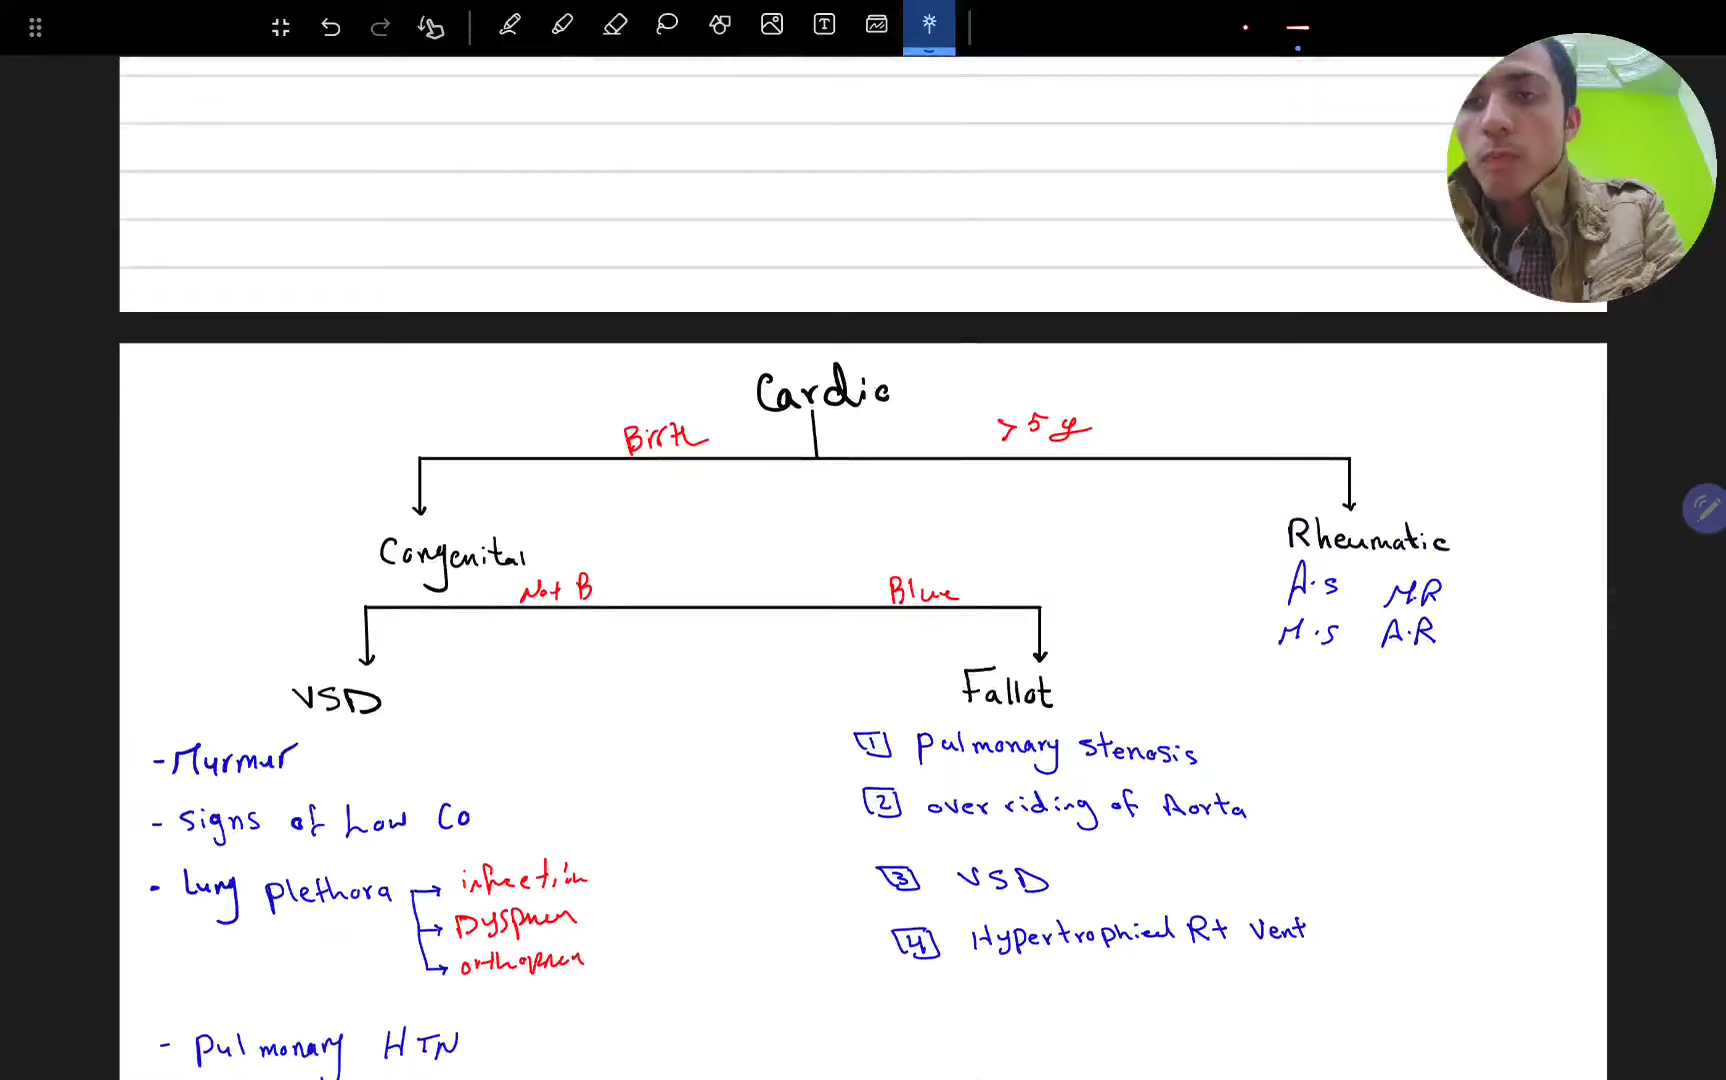 Cardic
Birth
> 5 y
Congenital
Rheumatic
A.S M.R
M.S A.R
Not B
Blue
VSD
Fallot
- Murmur
- signs of Low Co
- Lung plethora
infection
Dyspnea
orthopnea
- pulmonary HTN
1 pulmonary stenosis
2 over riding of Aorta
3 VSD
4 Hypertrophied Rt Vent